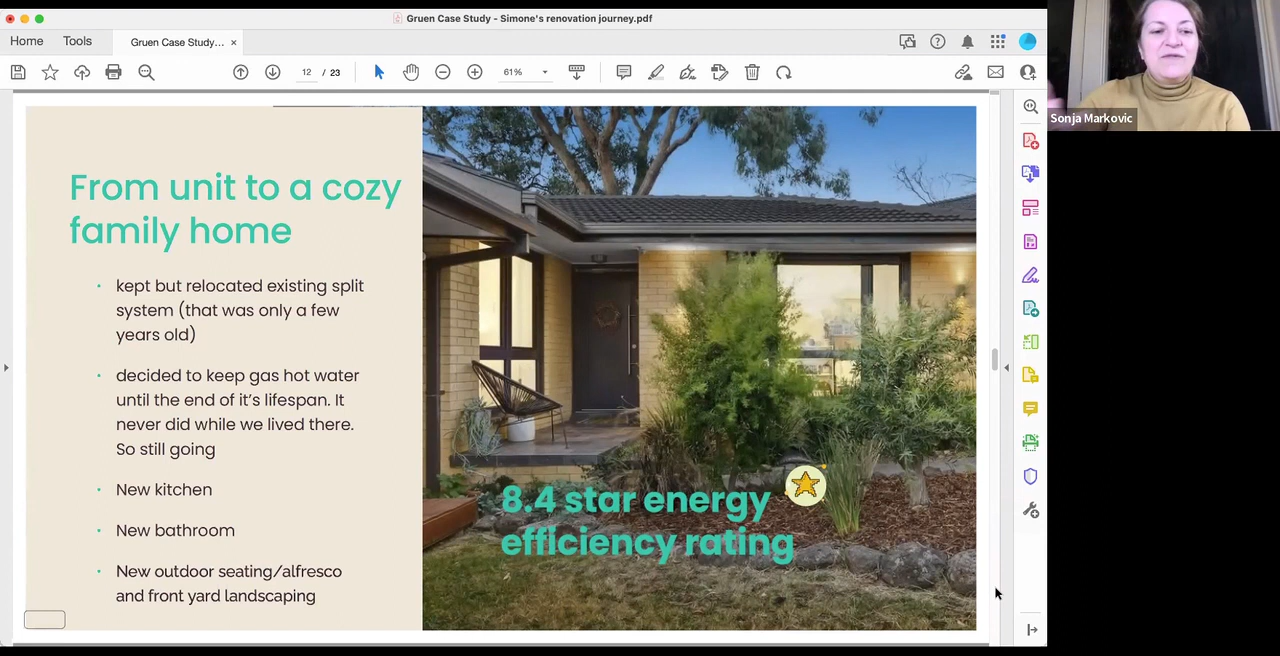 Gruen Case Study - Simone's renovation journey.pdf
Home
Tools
Gruen Case Study...
12 / 23
61%
Sonja Markovic
From unit to a cozy
family home
kept but relocated existing split
system (that was only a few
years old)
decided to keep gas hot water
until the end of it's lifespan. It
never did while we lived there.
So still going
New kitchen
New bathroom
New outdoor seating/alfresco
and front yard landscaping
8.4 star energy
efficiency rating